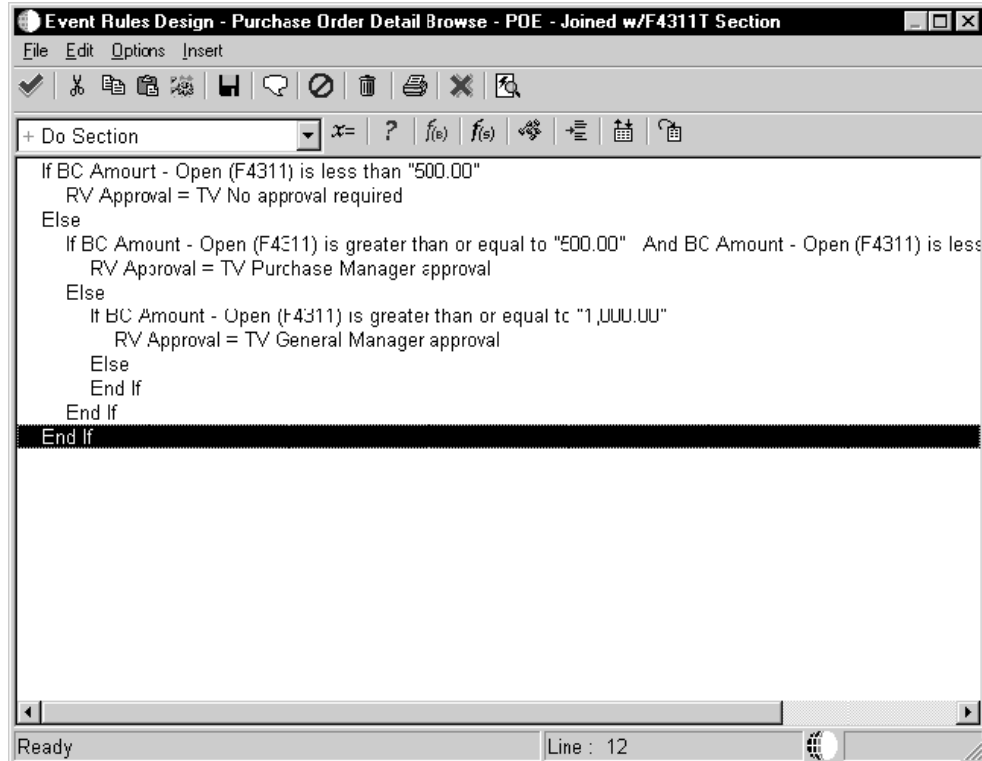 Event Rules Design - Purchase Order Detail Browse - POE - Joined w/F4311T Section
File Edit Options Insert
+ Do Section x= ? f(B) f(S)
If BC Amount - Open (F4311) is less than "500.00"
RV Approval = TV No approval required
Else
If BC Amount - Open (F4311) is greater than or equal to "500.00" And BC Amount - Open (F4311) is less
RV Approval = TV Purchase Manager approval
Else
If BC Amount - Open (F4311) is greater than or equal to "1,000.00"
RV Approval = TV General Manager approval
Else
End If
End If
End If
Ready Line : 12